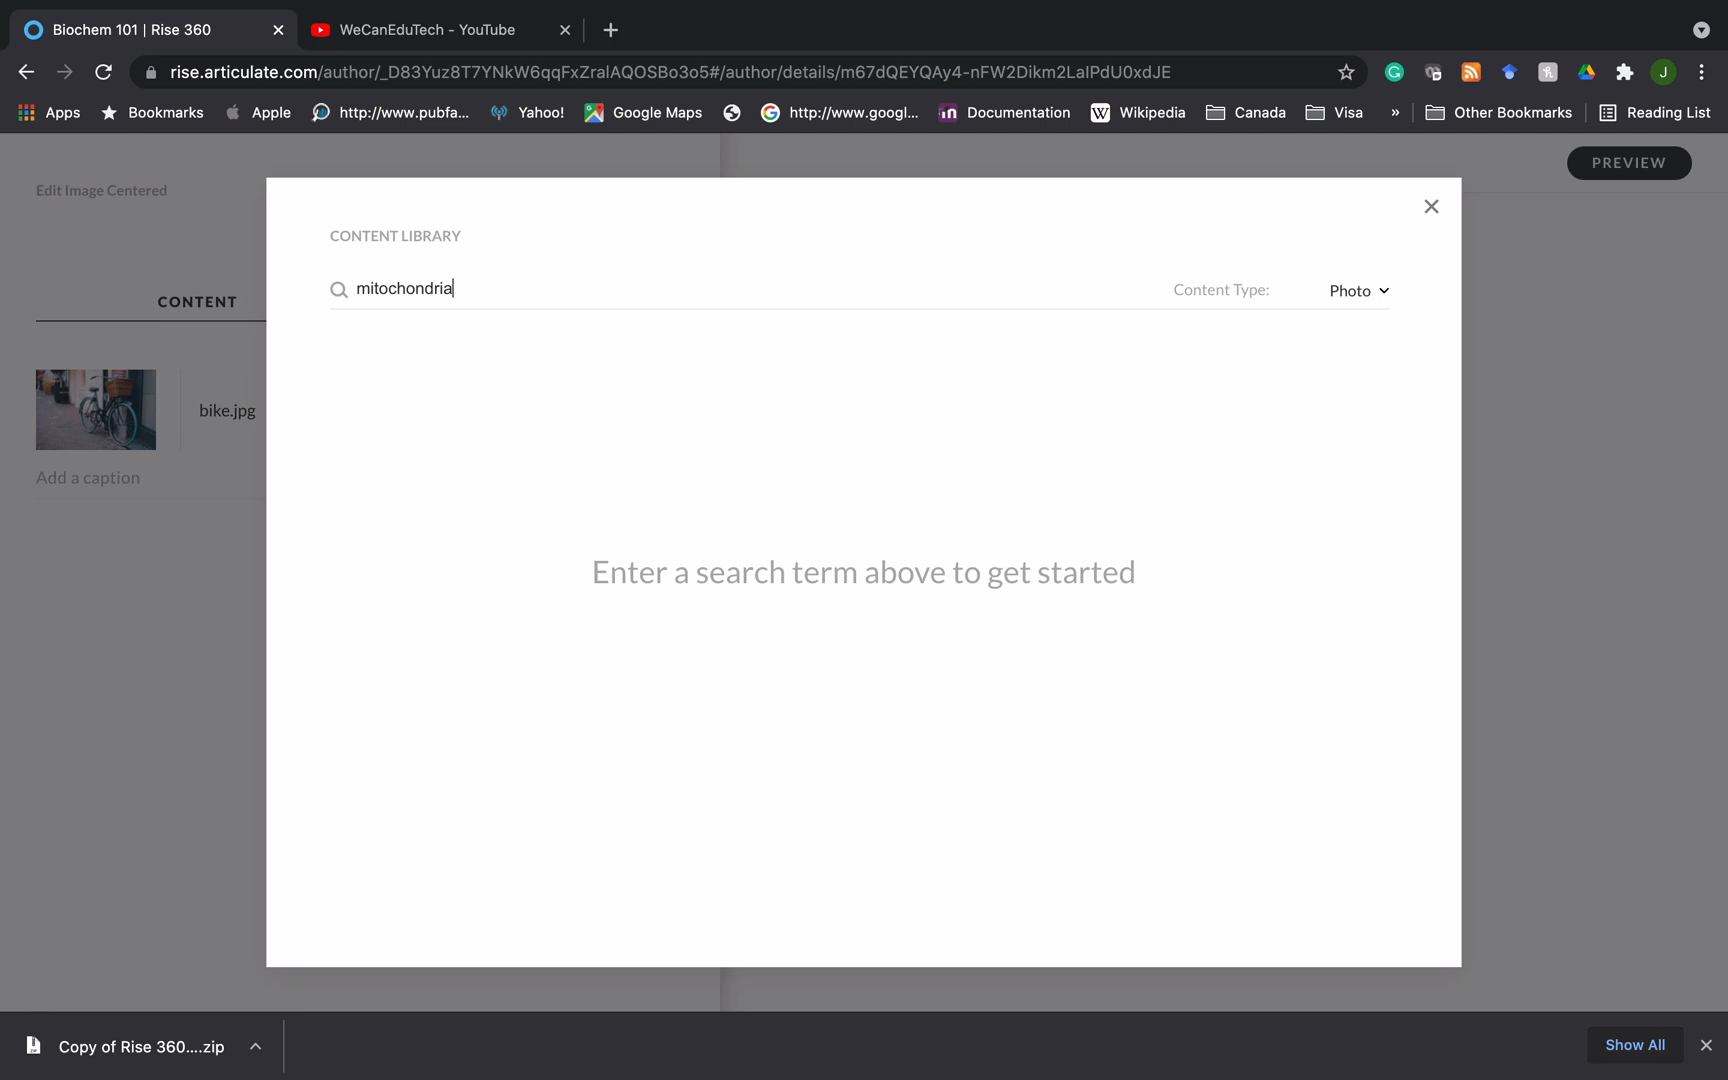 Biochem 101 | Rise 360
WeCanEduTech - YouTube
rise.articulate.com/author/_D83Yuz8T7YNkW6qqFxZralAQOSBo3o5#/author/details/m67dQEYQAy4-nFW2Dikm2LalPdU0xdJE
J
Apps
Bookmarks
Apple
http://www.pubfa...
Yahoo!
Google Maps
http://www.googl...
Documentation
Wikipedia
Canada
Visa
»
Other Bookmarks
Reading List
PREVIEW
Edit Image Centered
CONTENT LIBRARY
mitochondria
Content Type:
Photo
CONTENT
bike.jpg
Add a caption
Enter a search term above to get started
Copy of Rise 360....zip
Show All